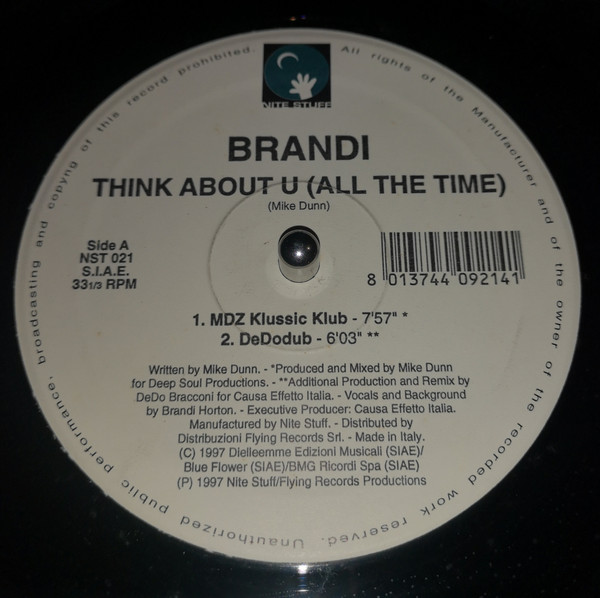 NITE STUFF
BRANDI
THINK ABOUT U (ALL THE TIME)
(Mike Dunn)
Side A
NST 021
S.I.A.E.
33 1/3 RPM
8 013744 092141
1. MDZ Klussic Klub - 7'57" *
2. DeDodub - 6'03" **
Written by Mike Dunn. - *Produced and Mixed by Mike Dunn
for Deep Soul Productions. - **Additional Production and Remix by
DeDo Bracconi for Causa Effetto Italia. - Vocals and Background
by Brandi Horton. - Executive Producer: Causa Effetto Italia.
Manufactured by Nite Stuff. - Distributed by
Distribuzioni Flying Records Srl. - Made in Italy.
(C) 1997 Dielleemme Edizioni Musicali (SIAE)/
Blue Flower (SIAE)/BMG Ricordi Spa (SIAE)
(P) 1997 Nite Stuff/Flying Records Productions
All rights of the Manufacturer and of the owner of the recorded work reserved. Unauthorized public performance, broadcasting and copyng of this record prohibited.